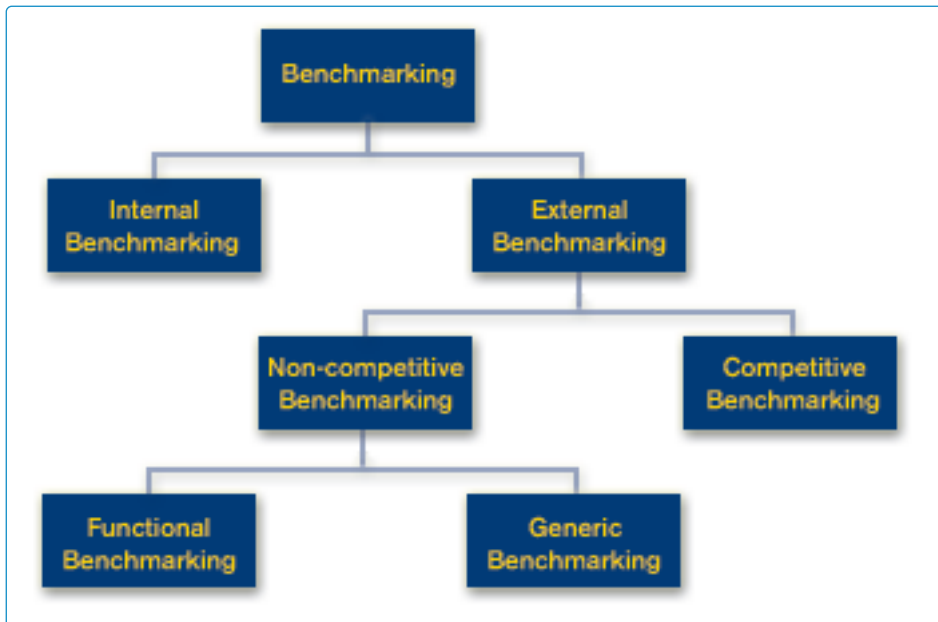 Benchmarking
Internal
Benchmarking
External
Benchmarking
Non-competitive
Benchmarking
Competitive
Benchmarking
Functional
Benchmarking
Generic
Benchmarking